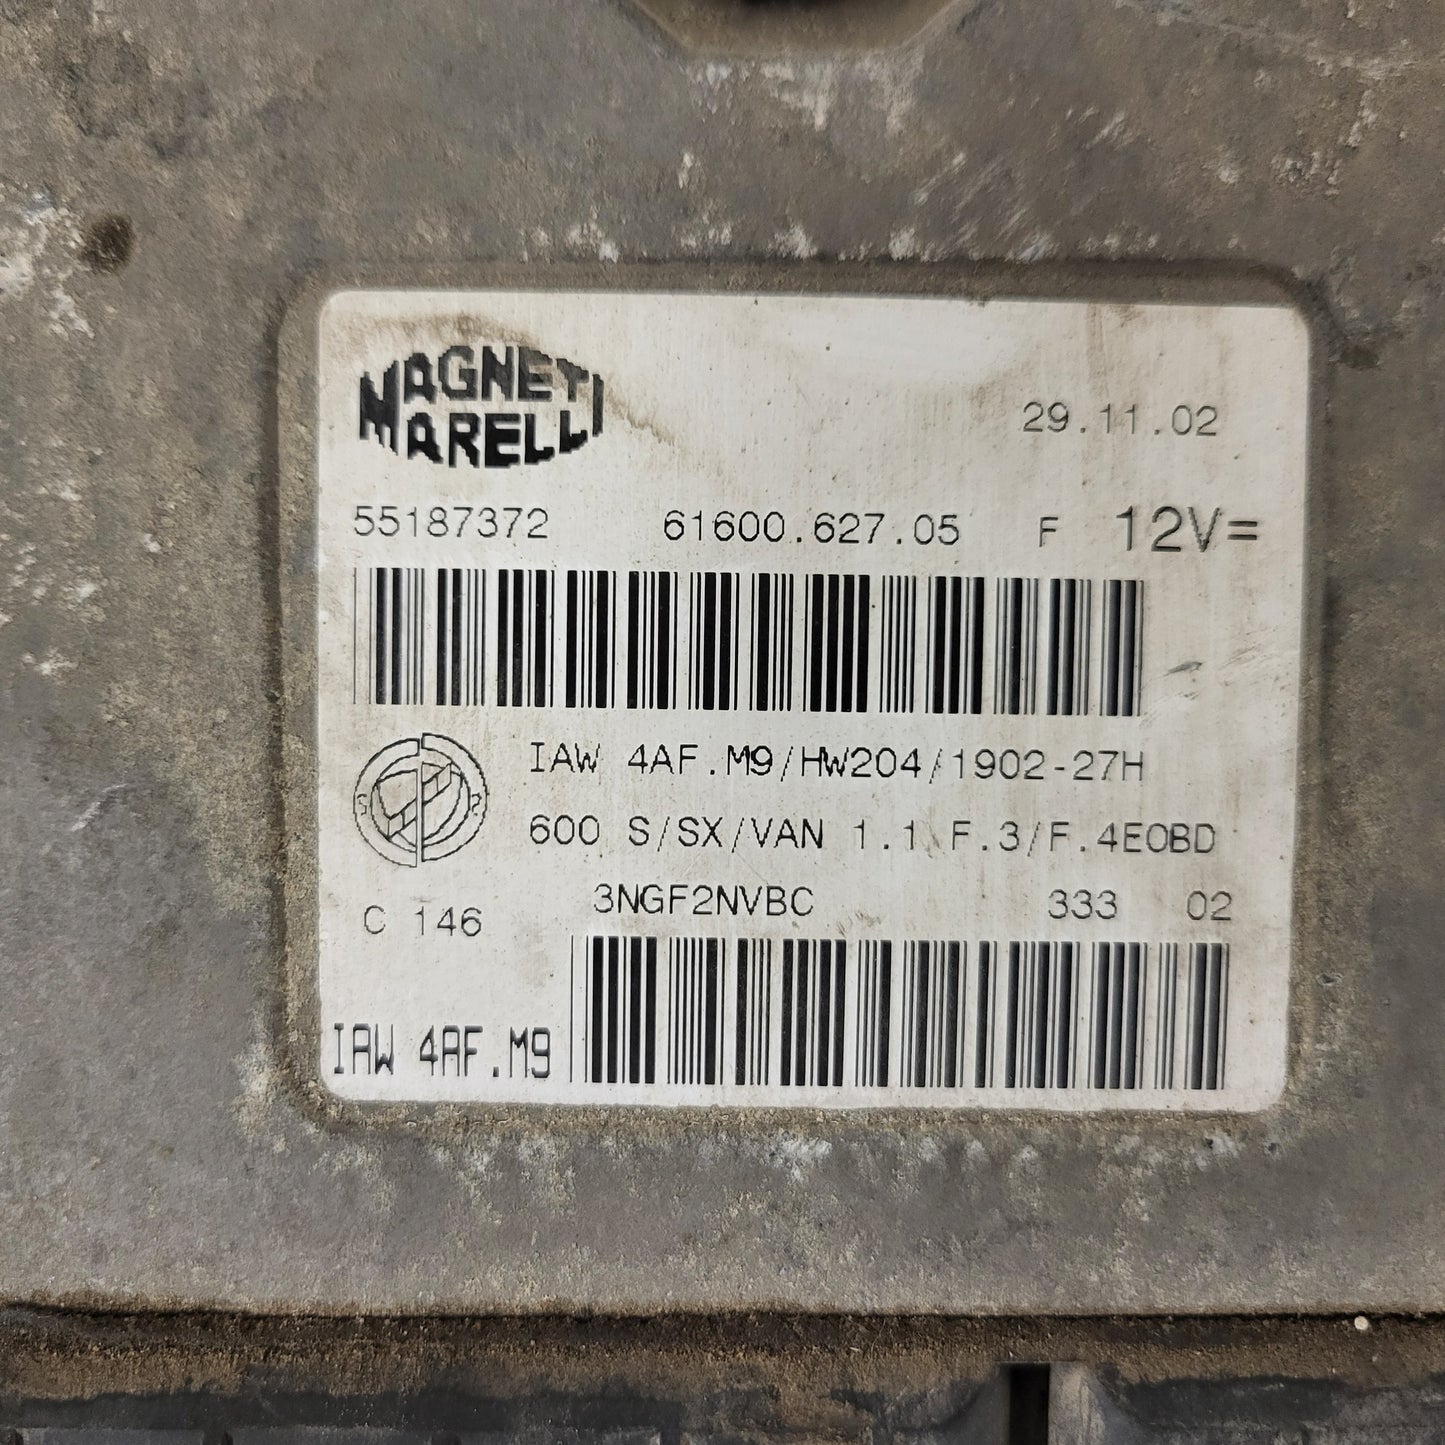 MAGNETI
MARELLI
29.11.02
55187372 61600.627.05 F 12V=
IAW 4AF.M9/HW204/1902-27H
600 S/SX/VAN 1.1 F.3/F.4EOBD
3NGF2NVBC 333 02
C 146
IAW 4AF.M9